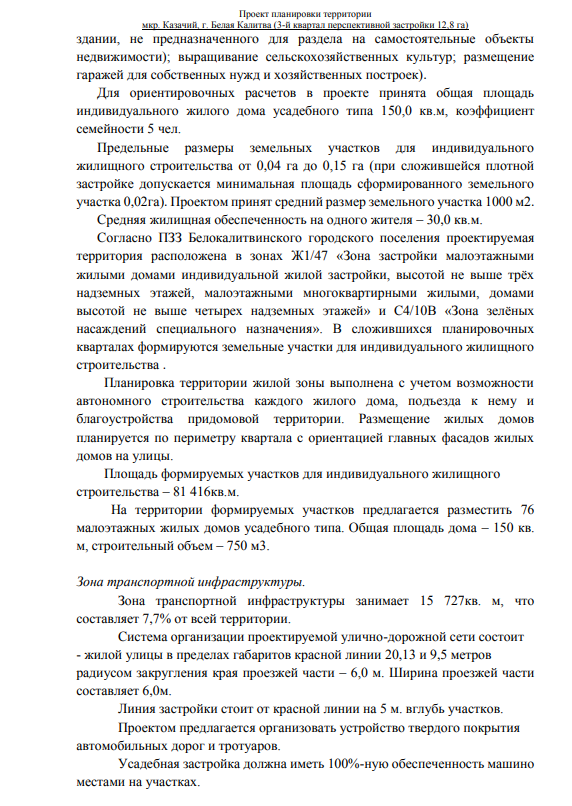 Проект планировки территории
мкр. Казачий, г. Белая Калитва (3-й квартал перспективной застройки 12,8 га)
здании, не предназначенного для раздела на самостоятельные объекты
недвижимости); выращивание сельскохозяйственных культур; размещение
гаражей для собственных нужд и хозяйственных построек).
Для ориентировочных расчетов в проекте принята общая площадь
индивидуального жилого дома усадебного типа 150,0 кв.м, коэффициент
семейности 5 чел.
Предельные размеры земельных участков для индивидуального
жилищного строительства от 0,04 га до 0,15 га (при сложившейся плотной
застройке допускается минимальная площадь сформированного земельного
участка 0,02га). Проектом принят средний размер земельного участка 1000 м2.
Средняя жилищная обеспеченность на одного жителя – 30,0 кв.м.
Согласно ПЗЗ Белокалитвинского городского поселения проектируемая
территория расположена в зонах Ж1/47 «Зона застройки малоэтажными
жилыми домами индивидуальной жилой застройки, высотой не выше трёх
надземных этажей, малоэтажными многоквартирными жилыми, домами
высотой не выше четырех надземных этажей» и С4/10В «Зона зелёных
насаждений специального назначения». В сложившихся планировочных
кварталах формируются земельные участки для индивидуального жилищного
строительства .
Планировка территории жилой зоны выполнена с учетом возможности
автономного строительства каждого жилого дома, подъезда к нему и
благоустройства придомовой территории. Размещение жилых домов
планируется по периметру квартала с ориентацией главных фасадов жилых
домов на улицы.
Площадь формируемых участков для индивидуального жилищного
строительства – 81 416кв.м.
На территории формируемых участков предлагается разместить 76
малоэтажных жилых домов усадебного типа. Общая площадь дома – 150 кв.
м, строительный объем – 750 м3.
Зона транспортной инфраструктуры.
Зона транспортной инфраструктуры занимает 15 727кв. м, что
составляет 7,7% от всей территории.
Система организации проектируемой улично-дорожной сети состоит
- жилой улицы в пределах габаритов красной линии 20,13 и 9,5 метров
радиусом закругления края проезжей части – 6,0 м. Ширина проезжей части
составляет 6,0м.
Линия застройки стоит от красной линии на 5 м. вглубь участков.
Проектом предлагается организовать устройство твердого покрытия
автомобильных дорог и тротуаров.
Усадебная застройка должна иметь 100%-ную обеспеченность машино
местами на участках.